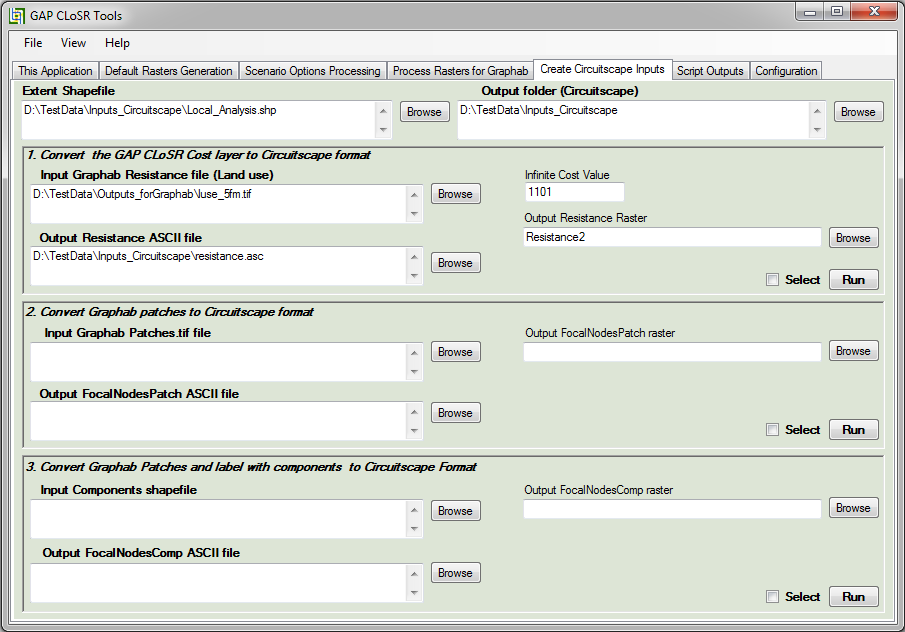 GAP CLoSR Tools
File View Help
This Application Default Rasters Generation Scenario Options Processing Process Rasters for Graphab Create Circuitscape Inputs Script Outputs Configuration
Extent Shapefile Output folder (Circuitscape)
D:\TestData\Inputs_Circuitscape\Local_Analysis.shp Browse D:\TestData\Inputs_Circuitscape Browse
1. Convert the GAP CLoSR Cost layer to Circuitscape format
Input Graphab Resistance file (Land use) Infinite Cost Value
D:\TestData\Outputs_forGraphab\luse_5fm.tif Browse 1101
Output Resistance Raster
Output Resistance ASCII file Resistance2 Browse
D:\TestData\Inputs_Circuitscape\resistance.asc Browse
Select Run
2. Convert Graphab patches to Circuitscape format
Input Graphab Patches.tif file Output FocalNodesPatch raster
Browse Browse
Output FocalNodesPatch ASCII file
Browse
Select Run
3. Convert Graphab Patches and label with components to Circuitscape Format
Input Components shapefile Output FocalNodesComp raster
Browse Browse
Output FocalNodesComp ASCII file
Browse
Select Run